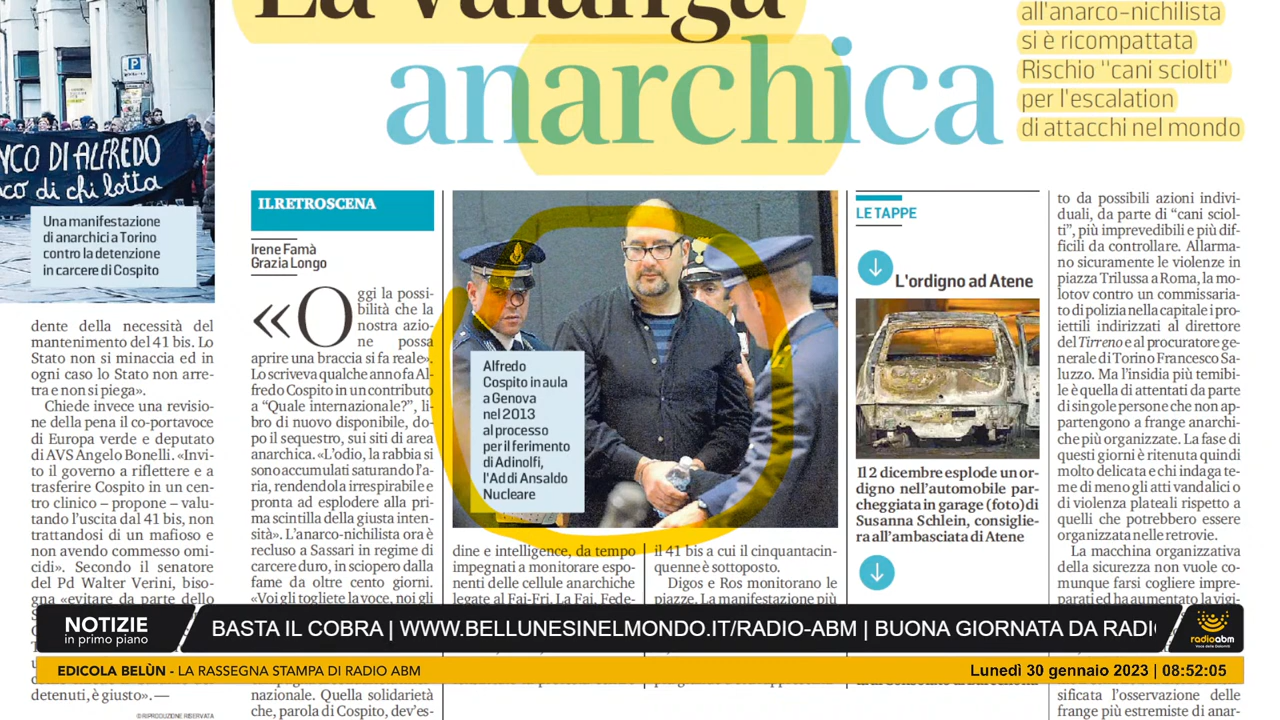 La valanga
anarchica
all'anarco-nichilista
si è ricompattata
Rischio "cani sciolti"
per l'escalation
di attacchi nel mondo
P
NCO DI ALFREDO
nco di chi lotta
Una manifestazione
di anarchici a Torino
contro la detenzione
in carcere di Cospito
dente della necessità del
mantenimento del 41 bis. Lo
Stato non si minaccia ed in
ogni caso lo Stato non arre-
tra e non si piega».
Chiede invece una revisio-
ne della pena il co-portavoce
di Europa verde e deputato
di AVS Angelo Bonelli. «Invi-
to il governo a riflettere e a
trasferire Cospito in un cen-
tro clinico – propone – valu-
tando l'uscita dal 41 bis, non
trattandosi di un mafioso e
non avendo commesso omi-
cidi». Secondo il senatore
del Pd Walter Verini, biso-
gna «evitare da parte dello
detenuti, è giusto». —
©RIPRODUZIONE RISERVATA
IL RETROSCENA
Irene Famà
Grazia Longo
«Oggi la possi-
bilità che la
nostra azio-
ne possa
aprire una braccia si fa reale».
Lo scriveva qualche anno fa Al-
fredo Cospito in un contributo
a “Quale internazionale?”, li-
bro di nuovo disponibile, do-
po il sequestro, sui siti di area
anarchica. «L'odio, la rabbia si
sono accumulati saturando l'a-
ria, rendendola irrespirabile e
pronta ad esplodere alla pri-
ma scintilla della giusta inten-
sità». L'anarco-nichilista ora è
recluso a Sassari in regime di
carcere duro, in sciopero della
fame da oltre cento giorni.
«Voi gli togliete la voce, noi gli
nazionale. Quella solidarietà
che, parola di Cospito, dev'es-
Alfredo
Cospito in aula
a Genova
nel 2013
al processo
per il ferimento
di Adinolfi,
l'Ad di Ansaldo
Nucleare
dine e intelligence, da tempo
impegnati a monitorare espo-
nenti delle cellule anarchiche
legate al Fai-Fri. La Fai, Fede-
il 41 bis a cui il cinquantacin-
quenne è sottoposto.
Digos e Ros monitorano le
piazze. La manifestazione più
LE TAPPE
L'ordigno ad Atene
Il 2 dicembre esplode un or-
digno nell'automobile par-
cheggiata in garage (foto) di
Susanna Schlein, consiglie-
ra all'ambasciata di Atene
to da possibili azioni indivi-
duali, da parte di “cani sciol-
ti”, più imprevedibili e più dif-
ficili da controllare. Allarma-
no sicuramente le violenze in
piazza Trilussa a Roma, la mo-
lotov contro un commissaria-
to di polizia nella capitale i pro-
iettili indirizzati al direttore
del Tirreno e al procuratore ge-
nerale di Torino Francesco Sa-
luzzo. Ma l'insidia più temibi-
le è quella di attentati da parte
di singole persone che non ap-
partengono a frange anarchi-
che più organizzate. La fase di
questi giorni è ritenuta quindi
molto delicata e chi indaga te-
me di meno gli atti vandalici o
di violenza plateali rispetto a
quelli che potrebbero essere
organizzate nelle retrovie.
La macchina organizzativa
della sicurezza non vuole co-
munque farsi cogliere impre-
parati ed ha aumentato la vigi-
sificata l'osservazione delle
frange più estremiste di anar-
NOTIZIE
in primo piano
BASTA IL COBRA | WWW.BELLUNESINELMONDO.IT/RADIO-ABM | BUONA GIORNATA DA RADI
radioabm
Voce delle Dolomiti
EDICOLA BELÙN - LA RASSEGNA STAMPA DI RADIO ABM
Lunedì 30 gennaio 2023 | 08:52:05